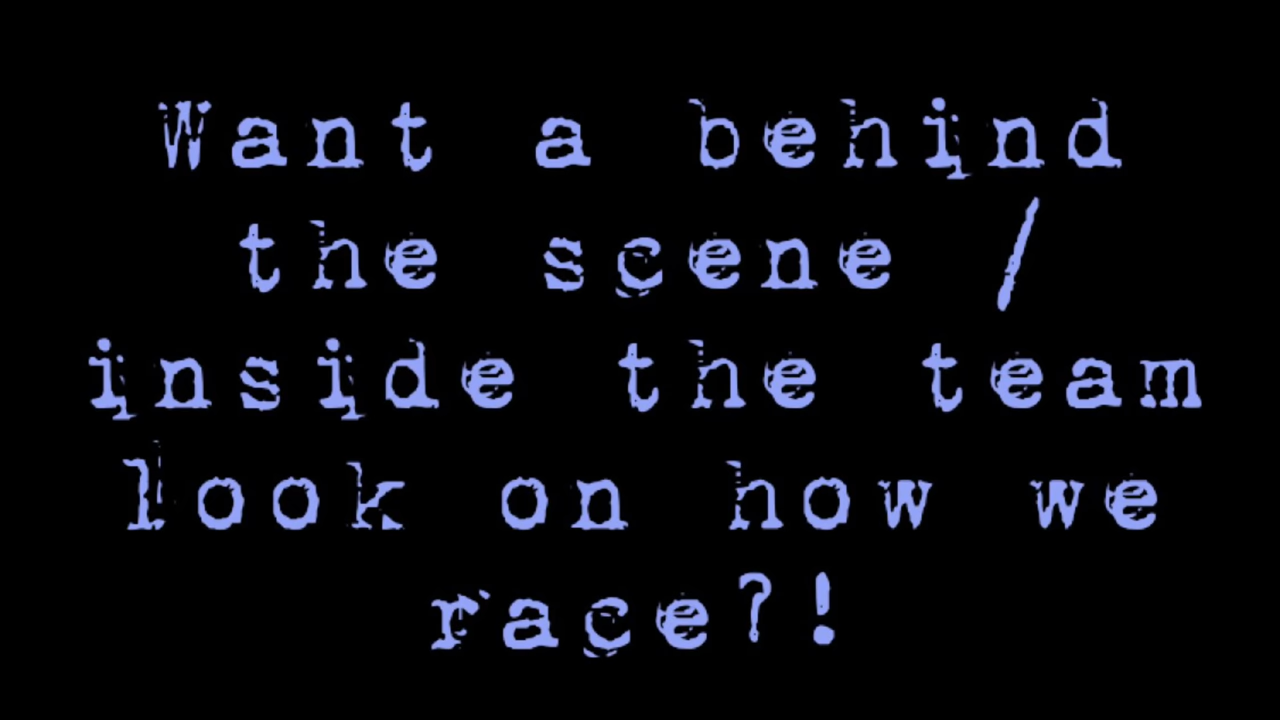 Want a behind
the scene /
inside the team
look on how we
race?!